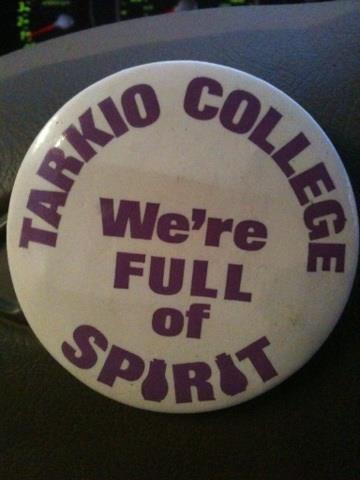 TARKIO COLLEGE
We're
FULL
of
SPIRIT